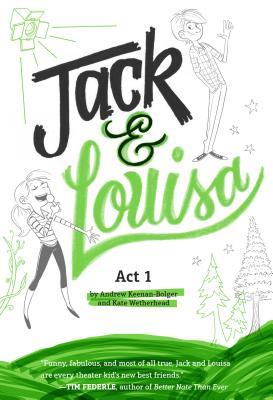 Jack
&
Louisa
Act 1
by Andrew Keenan-Bolger
and Kate Wetherhead
"Funny, fabulous, and most of all true, Jack and Louisa
are every theater kid's new best friends."
—TIM FEDERLE, author of Better Nate Than Ever